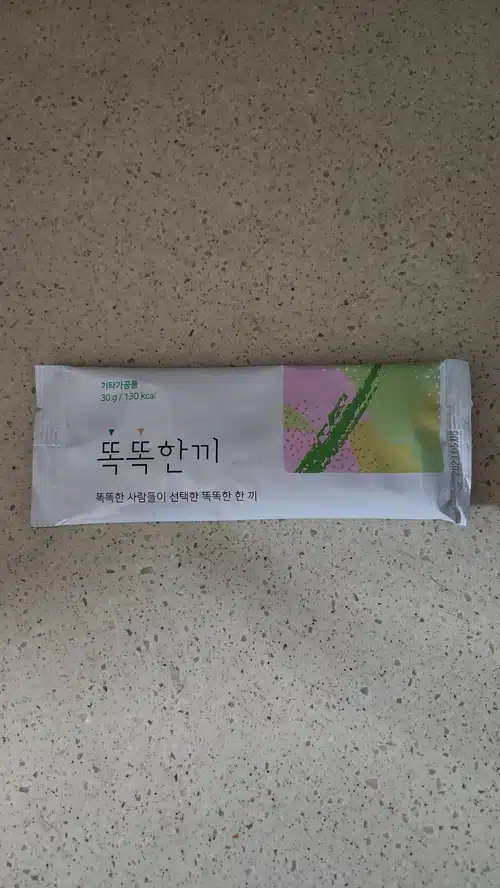 기타가공품
30 g / 130 kcal
똑똑한끼
똑똑한 사람들이 선택한 똑똑한 한 끼